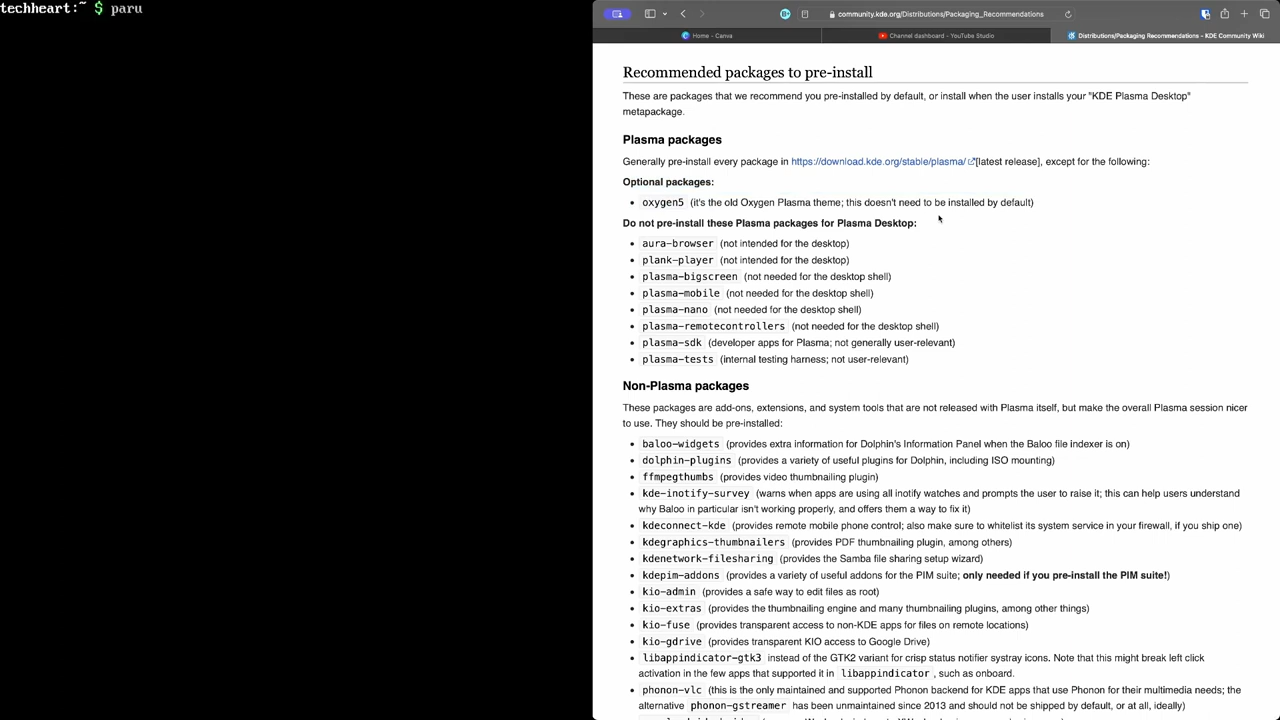 techheart:~ $ paru
community.kde.org/Distributions/Packaging_Recommendations
Home - Canva
Channel dashboard - YouTube Studio
Distributions/Packaging Recommendations - KDE Community Wiki
Recommended packages to pre-install
These are packages that we recommend you pre-installed by default, or install when the user installs your "KDE Plasma Desktop"
metapackage.
Plasma packages
Generally pre-install every package in https://download.kde.org/stable/plasma/ [latest release], except for the following:
Optional packages:
oxygen5 (it's the old Oxygen Plasma theme; this doesn't need to be installed by default)
Do not pre-install these Plasma packages for Plasma Desktop:
aura-browser (not intended for the desktop)
plank-player (not intended for the desktop)
plasma-bigscreen (not needed for the desktop shell)
plasma-mobile (not needed for the desktop shell)
plasma-nano (not needed for the desktop shell)
plasma-remotecontrollers (not needed for the desktop shell)
plasma-sdk (developer apps for Plasma; not generally user-relevant)
plasma-tests (internal testing harness; not user-relevant)
Non-Plasma packages
These packages are add-ons, extensions, and system tools that are not released with Plasma itself, but make the overall Plasma session nicer
to use. They should be pre-installed:
baloo-widgets (provides extra information for Dolphin's Information Panel when the Baloo file indexer is on)
dolphin-plugins (provides a variety of useful plugins for Dolphin, including ISO mounting)
ffmpegthumbs (provides video thumbnailing plugin)
kde-inotify-survey (warns when apps are using all inotify watches and prompts the user to raise it; this can help users understand
why Baloo in particular isn't working properly, and offers them a way to fix it)
kdeconnect-kde (provides remote mobile phone control; also make sure to whitelist its system service in your firewall, if you ship one)
kdegraphics-thumbnailers (provides PDF thumbnailing plugin, among others)
kdenetwork-filesharing (provides the Samba file sharing setup wizard)
kdepim-addons (provides a variety of useful addons for the PIM suite; only needed if you pre-install the PIM suite!)
kio-admin (provides a safe way to edit files as root)
kio-extras (provides the thumbnailing engine and many thumbnailing plugins, among other things)
kio-fuse (provides transparent access to non-KDE apps for files on remote locations)
kio-gdrive (provides transparent KIO access to Google Drive)
libappindicator-gtk3 instead of the GTK2 variant for crisp status notifier systray icons. Note that this might break left click
activation in the few apps that supported it in libappindicator, such as onboard.
phonon-vlc (this is the only maintained and supported Phonon backend for KDE apps that use Phonon for their multimedia needs; the
alternative phonon-gstreamer has been unmaintained since 2013 and should not be shipped by default, or at all, ideally)